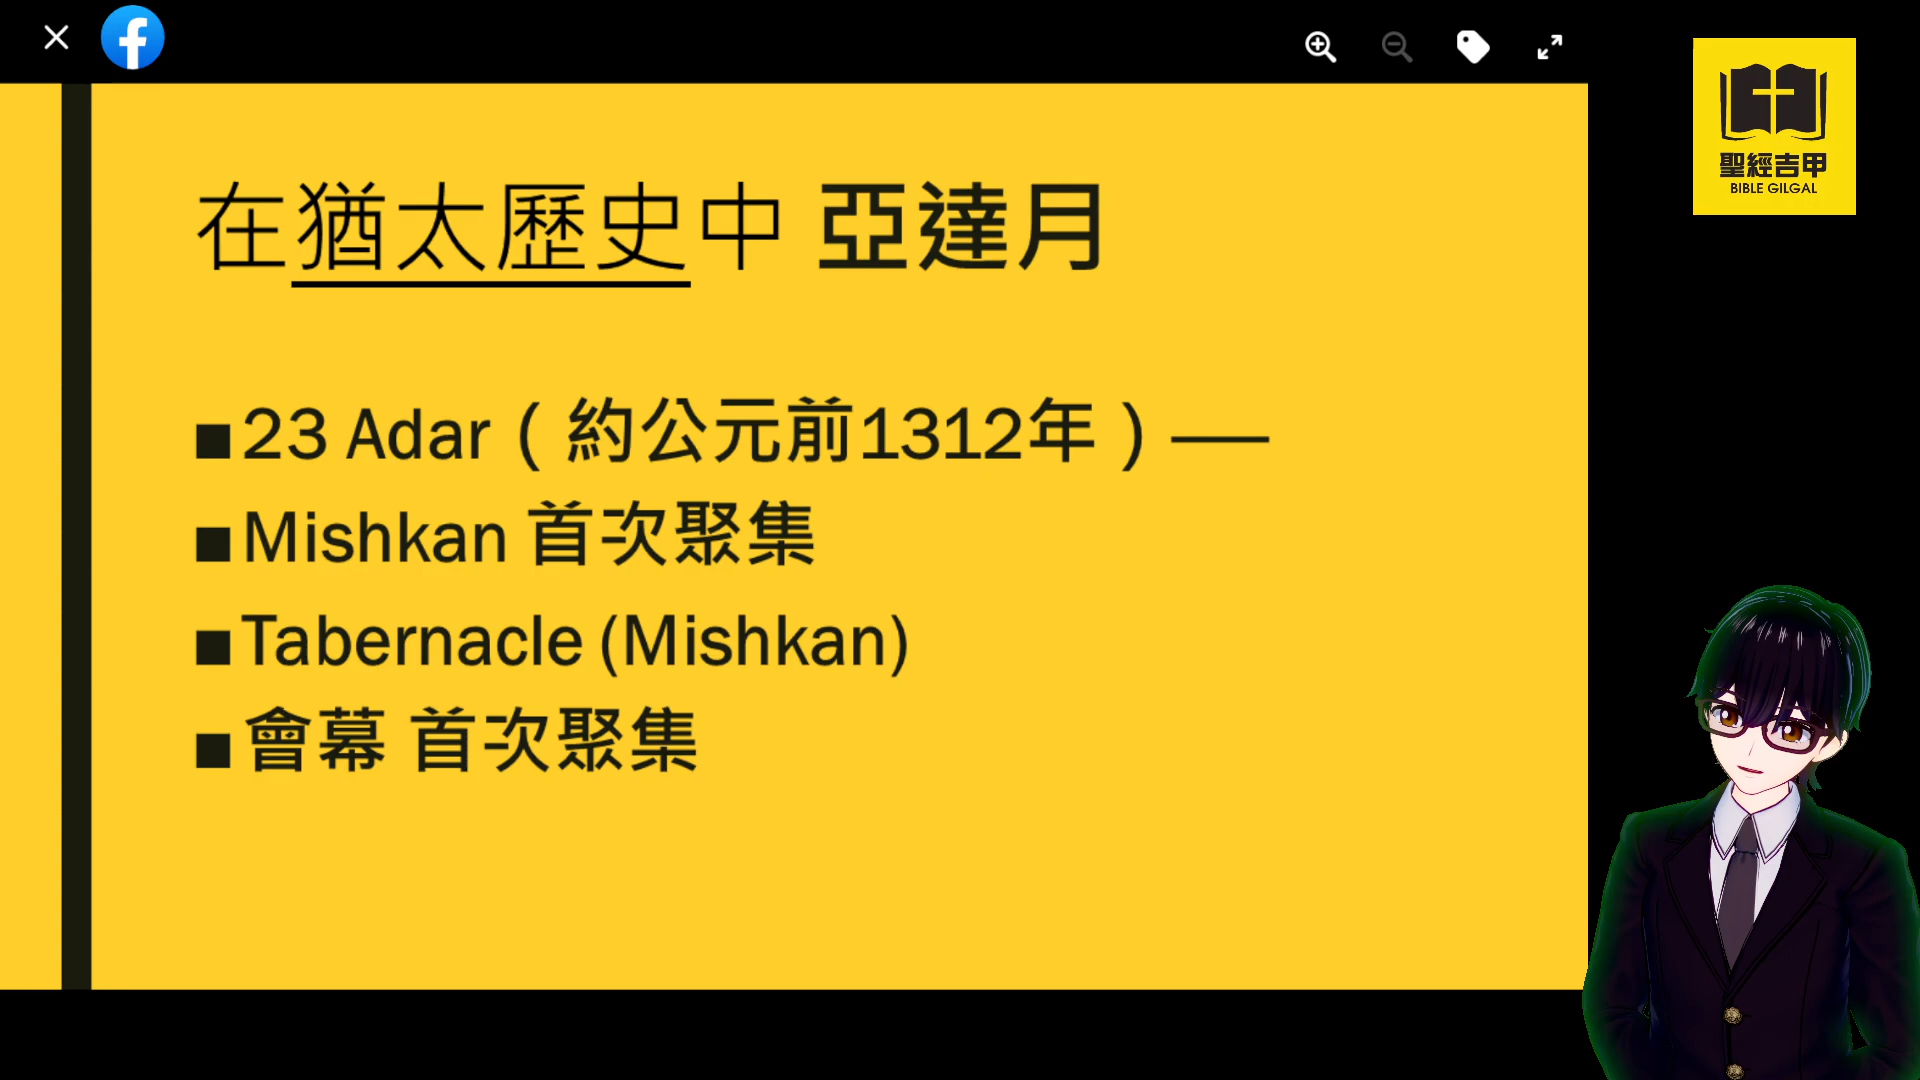 聖經吉甲
BIBLE GILGAL
在猶太歷史中 亞達月
■23 Adar（約公元前1312年）——
■Mishkan 首次聚集
■Tabernacle (Mishkan)
■會幕 首次聚集